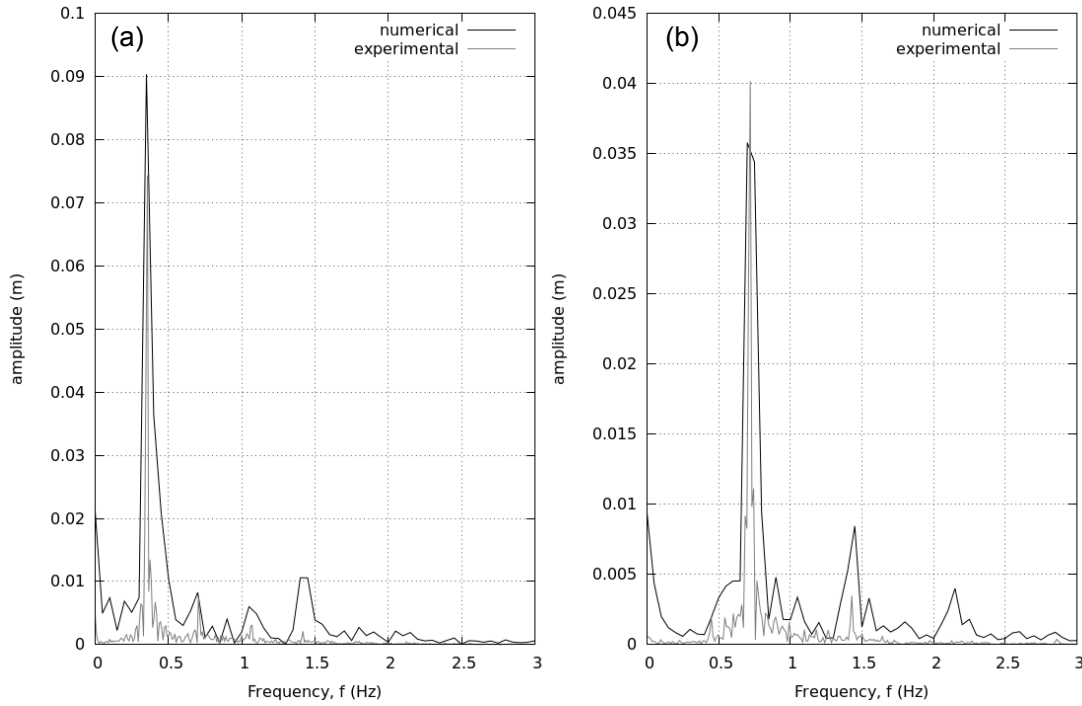 (a)
numerical
experimental
0.1
0.09
0.08
0.07
0.06
0.05
0.04
0.03
0.02
0.01
0
amplitude (m)
0 0.5 1 1.5 2 2.5 3
Frequency, f (Hz)
(b)
numerical
experimental
0.045
0.04
0.035
0.03
0.025
0.02
0.015
0.01
0.005
0
amplitude (m)
0 0.5 1 1.5 2 2.5 3
Frequency, f (Hz)